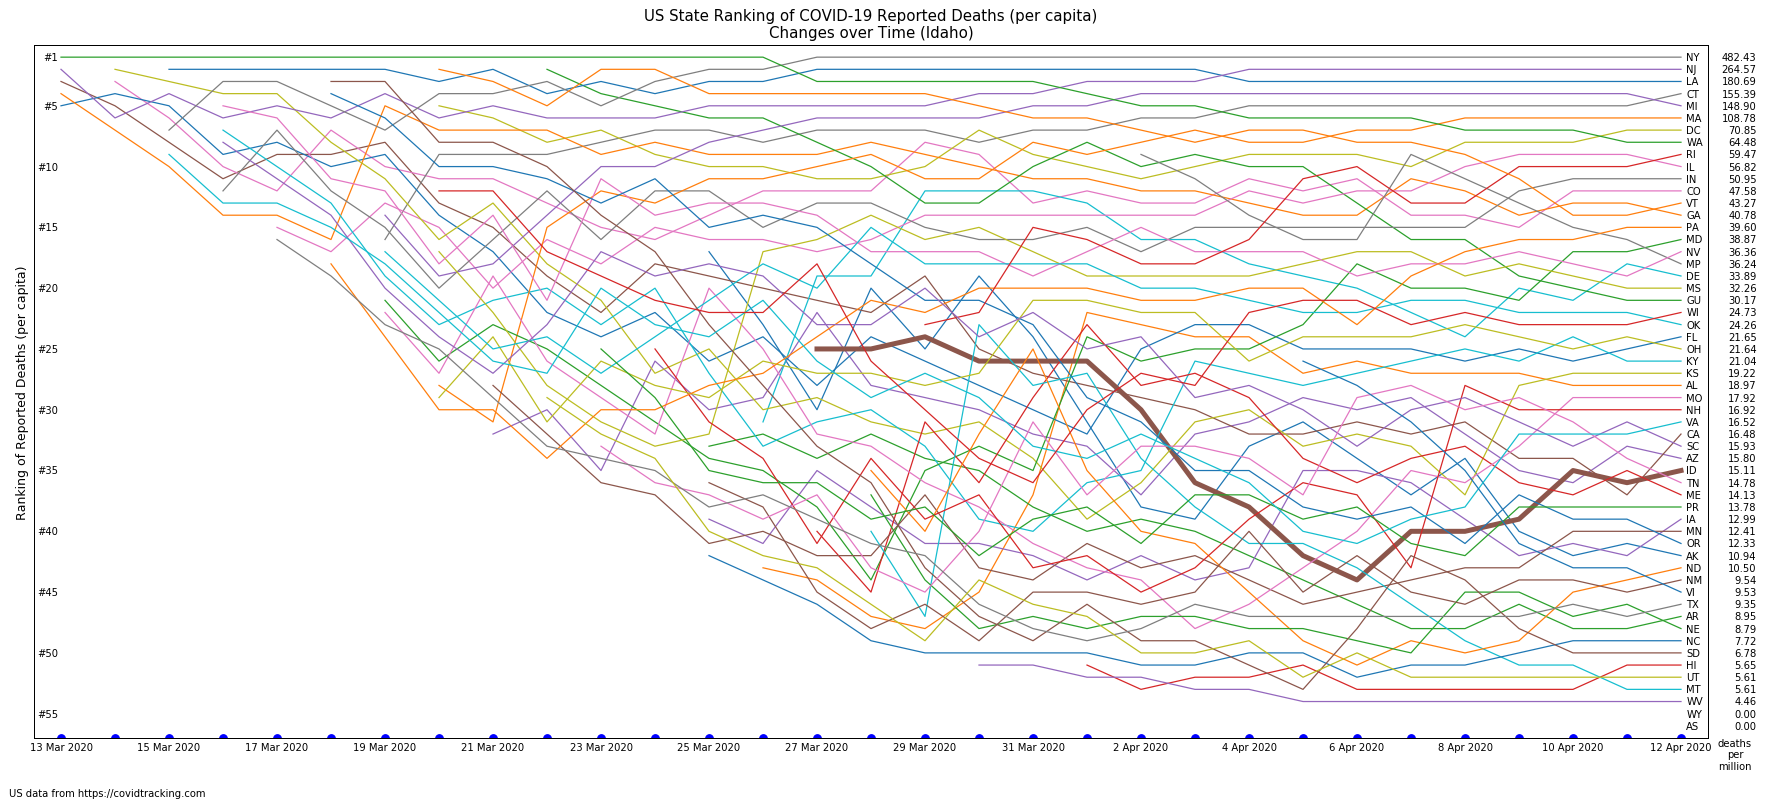 US State Ranking of COVID-19 Reported Deaths (per capita)
Changes over Time (Idaho)
Ranking of Reported Deaths (per capita)
#1
#5
#10
#15
#20
#25
#30
#35
#40
#45
#50
#55
NY 482.43
NJ 264.57
LA 180.69
CT 155.39
MI 148.90
MA 108.78
DC 70.85
WA 64.48
RI 59.47
IL 56.82
IN 50.95
CO 47.58
VT 43.27
GA 40.78
PA 39.60
MD 38.87
NV 36.36
MP 36.24
DE 33.89
MS 32.26
GU 30.17
WI 24.73
OK 24.26
FL 21.65
OH 21.64
KY 21.04
KS 19.22
AL 18.97
MO 17.92
NH 16.92
VA 16.52
CA 16.48
SC 15.93
AZ 15.80
ID 15.11
TN 14.78
ME 14.13
PR 13.78
IA 12.99
MN 12.41
OR 12.33
AK 10.94
ND 10.50
NM 9.54
VI 9.53
TX 9.35
AR 8.95
NE 8.79
NC 7.72
SD 6.78
HI 5.65
UT 5.61
MT 5.61
WV 4.46
WY 0.00
AS 0.00
13 Mar 2020 15 Mar 2020 17 Mar 2020 19 Mar 2020 21 Mar 2020 23 Mar 2020 25 Mar 2020 27 Mar 2020 29 Mar 2020 31 Mar 2020 2 Apr 2020 4 Apr 2020 6 Apr 2020 8 Apr 2020 10 Apr 2020 12 Apr 2020
deaths
per
million
US data from https://covidtracking.com